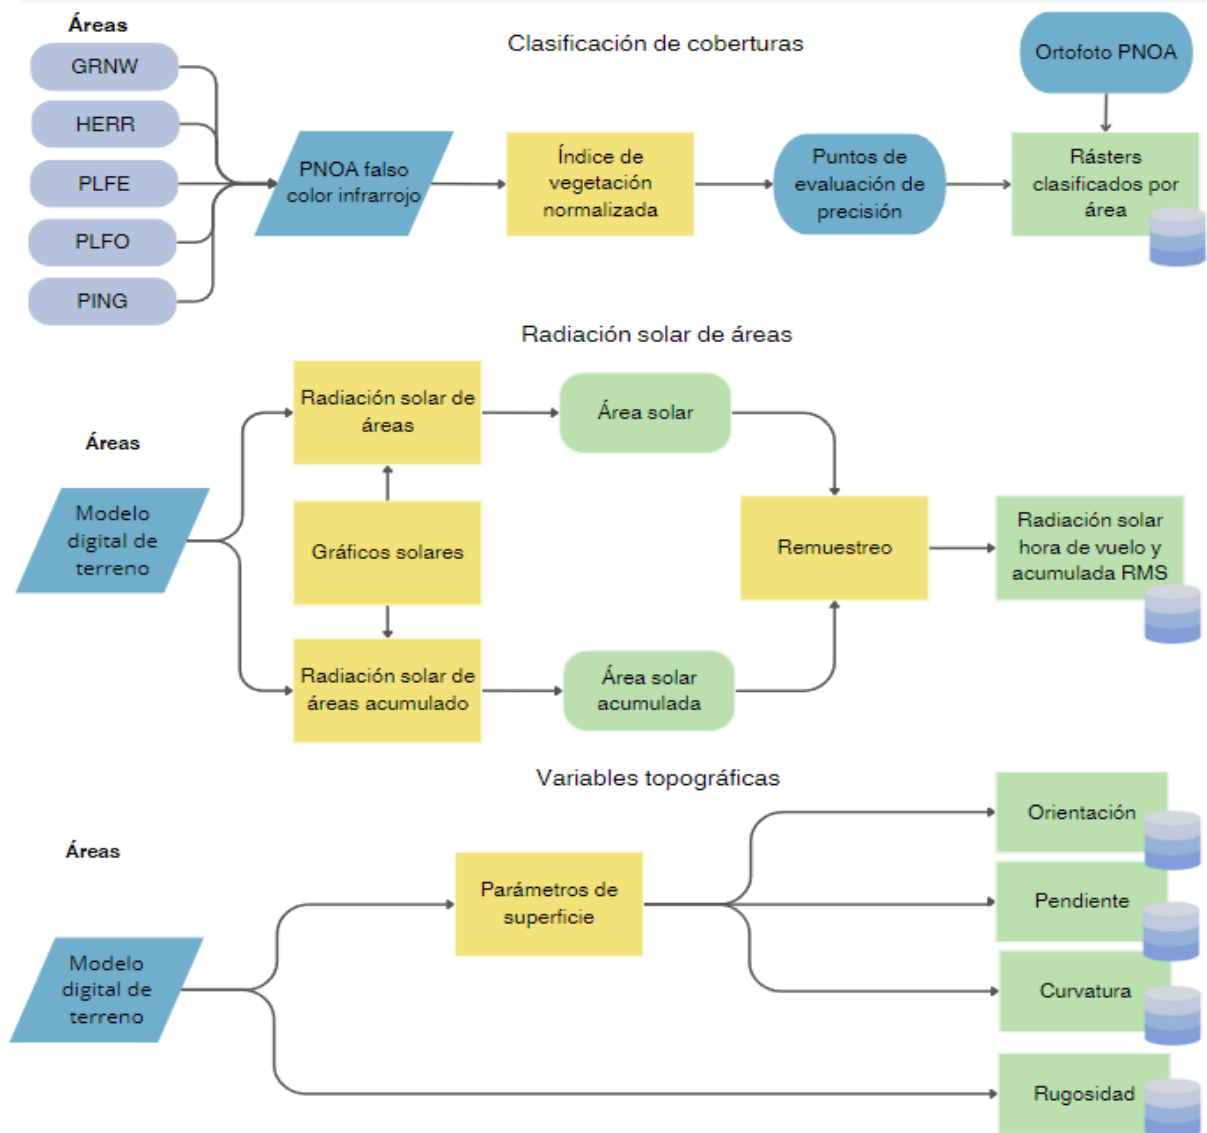 Áreas
Clasificación de coberturas
GRNW
HERR
PLFE
PLFO
PING
PNOA falso
color infrarrojo
Índice de
vegetación
normalizada
Puntos de
evaluación de
precisión
Ortofoto PNOA
Rásters
clasificados por
área
Radiación solar de áreas
Áreas
Modelo
digital de
terreno
Radiación solar de
áreas
Gráficos solares
Radiación solar de
áreas acumulado
Área solar
Área solar
acumulada
Remuestreo
Radiación solar
hora de vuelo y
acumulada RMS
Variables topográficas
Áreas
Modelo
digital de
terreno
Parámetros de
superficie
Orientación
Pendiente
Curvatura
Rugosidad